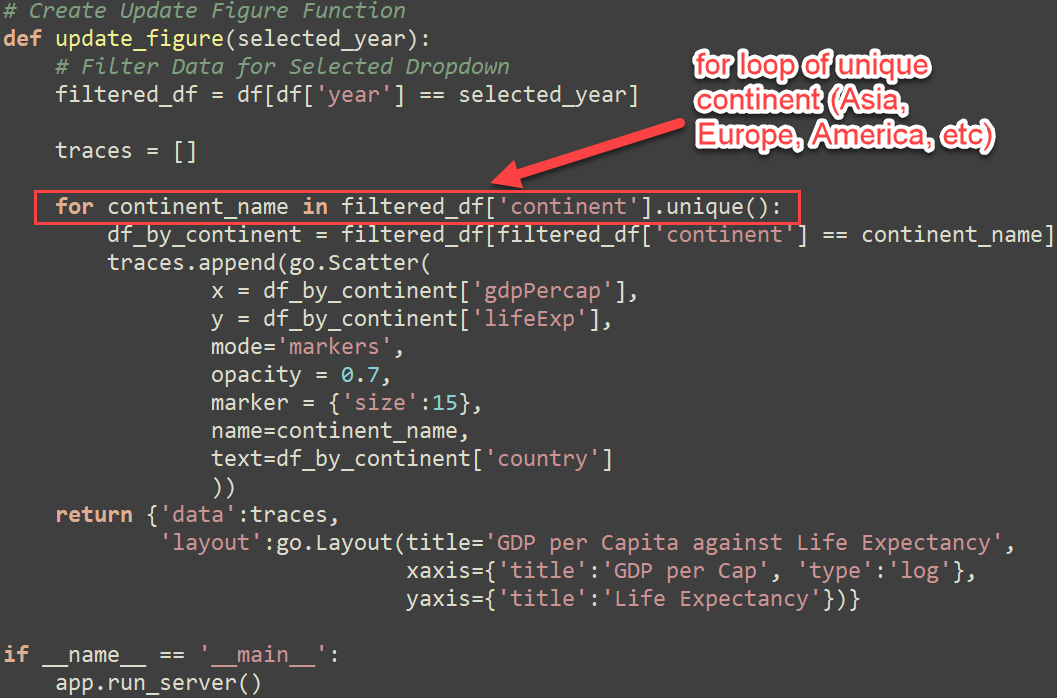 # Create Update Figure Function
def update_figure(selected_year):
    # Filter Data for Selected Dropdown
    filtered_df = df[df['year'] == selected_year]
for loop of unique
continent (Asia,
Europe, America, etc)
    traces = []
    for continent_name in filtered_df['continent'].unique():
        df_by_continent = filtered_df[filtered_df['continent'] == continent_name]
        traces.append(go.Scatter(
                x = df_by_continent['gdpPercap'],
                y = df_by_continent['lifeExp'],
                mode='markers',
                opacity = 0.7,
                marker = {'size':15},
                name=continent_name,
                text=df_by_continent['country']
                ))
    return {'data':traces,
            'layout':go.Layout(title='GDP per Capita against Life Expectancy',
                               xaxis={'title':'GDP per Cap', 'type':'log'},
                               yaxis={'title':'Life Expectancy'})}
if __name__ == '__main__':
    app.run_server()